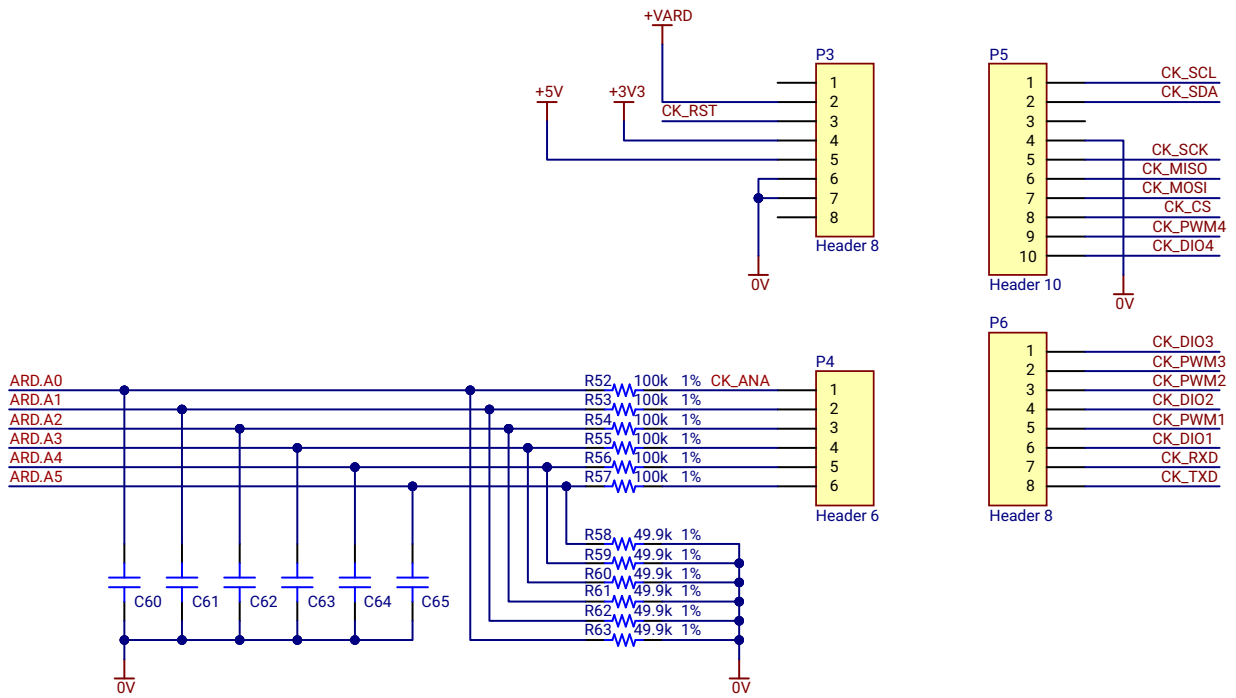 +VARD
P3
P5
+5V
+3V3
CK_RST
1
2
3
4
5
6
7
8
Header 8
0V
1
2
3
4
5
6
7
8
9
10
CK_SCL
CK_SDA
CK_SCK
CK_MISO
CK_MOSI
CK_CS
CK_PWM4
CK_DIO4
Header 10
0V
ARD.A0
ARD.A1
ARD.A2
ARD.A3
ARD.A4
ARD.A5
R52 100k 1% CK_ANA
R53 100k 1%
R54 100k 1%
R55 100k 1%
R56 100k 1%
R57 100k 1%
P4
1
2
3
4
5
6
Header 6
P6
1
2
3
4
5
6
7
8
CK_DIO3
CK_PWM3
CK_PWM2
CK_DIO2
CK_PWM1
CK_DIO1
CK_RXD
CK_TXD
Header 8
R58 49.9k 1%
R59 49.9k 1%
R60 49.9k 1%
R61 49.9k 1%
R62 49.9k 1%
R63 49.9k 1%
C60 C61 C62 C63 C64 C65
0V
0V